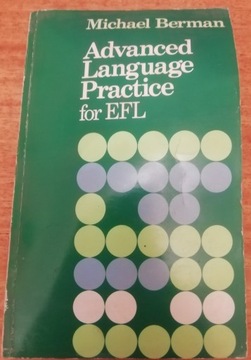 Michael Berman
Advanced
Language
Practice
for EFL